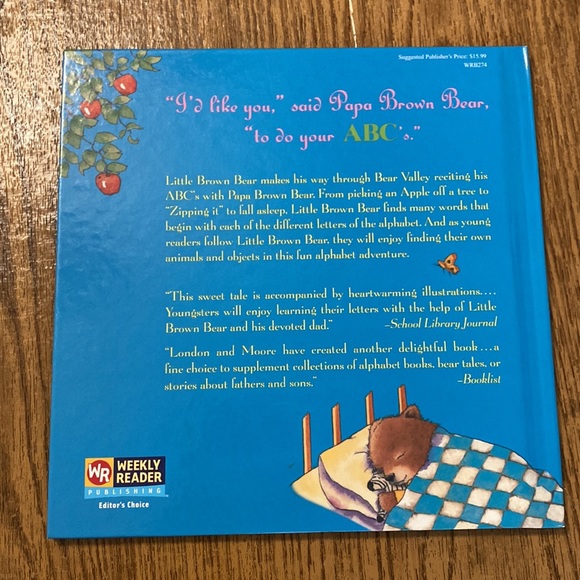 Suggested Publisher's Price: $15.99
WRB274
"I'd like you," said Papa Brown Bear,
"to do your ABC's."
Little Brown Bear makes his way through Bear Valley reciting his
ABC's with Papa Brown Bear. From picking an Apple off a tree to
"Zipping it" to fall asleep, Little Brown Bear finds many words that
begin with each of the different letters of the alphabet. And as young
readers follow Little Brown Bear, they will enjoy finding their own
animals and objects in this fun alphabet adventure.
"This sweet tale is accompanied by heartwarming illustrations....
Youngsters will enjoy learning their letters with the help of Little
Brown Bear and his devoted dad." –School Library Journal
"London and Moore have created another delightful book...a
fine choice to supplement collections of alphabet books, bear tales, or
stories about fathers and sons." –Booklist
WR WEEKLY
READER
PUBLISHING™
Editor's Choice